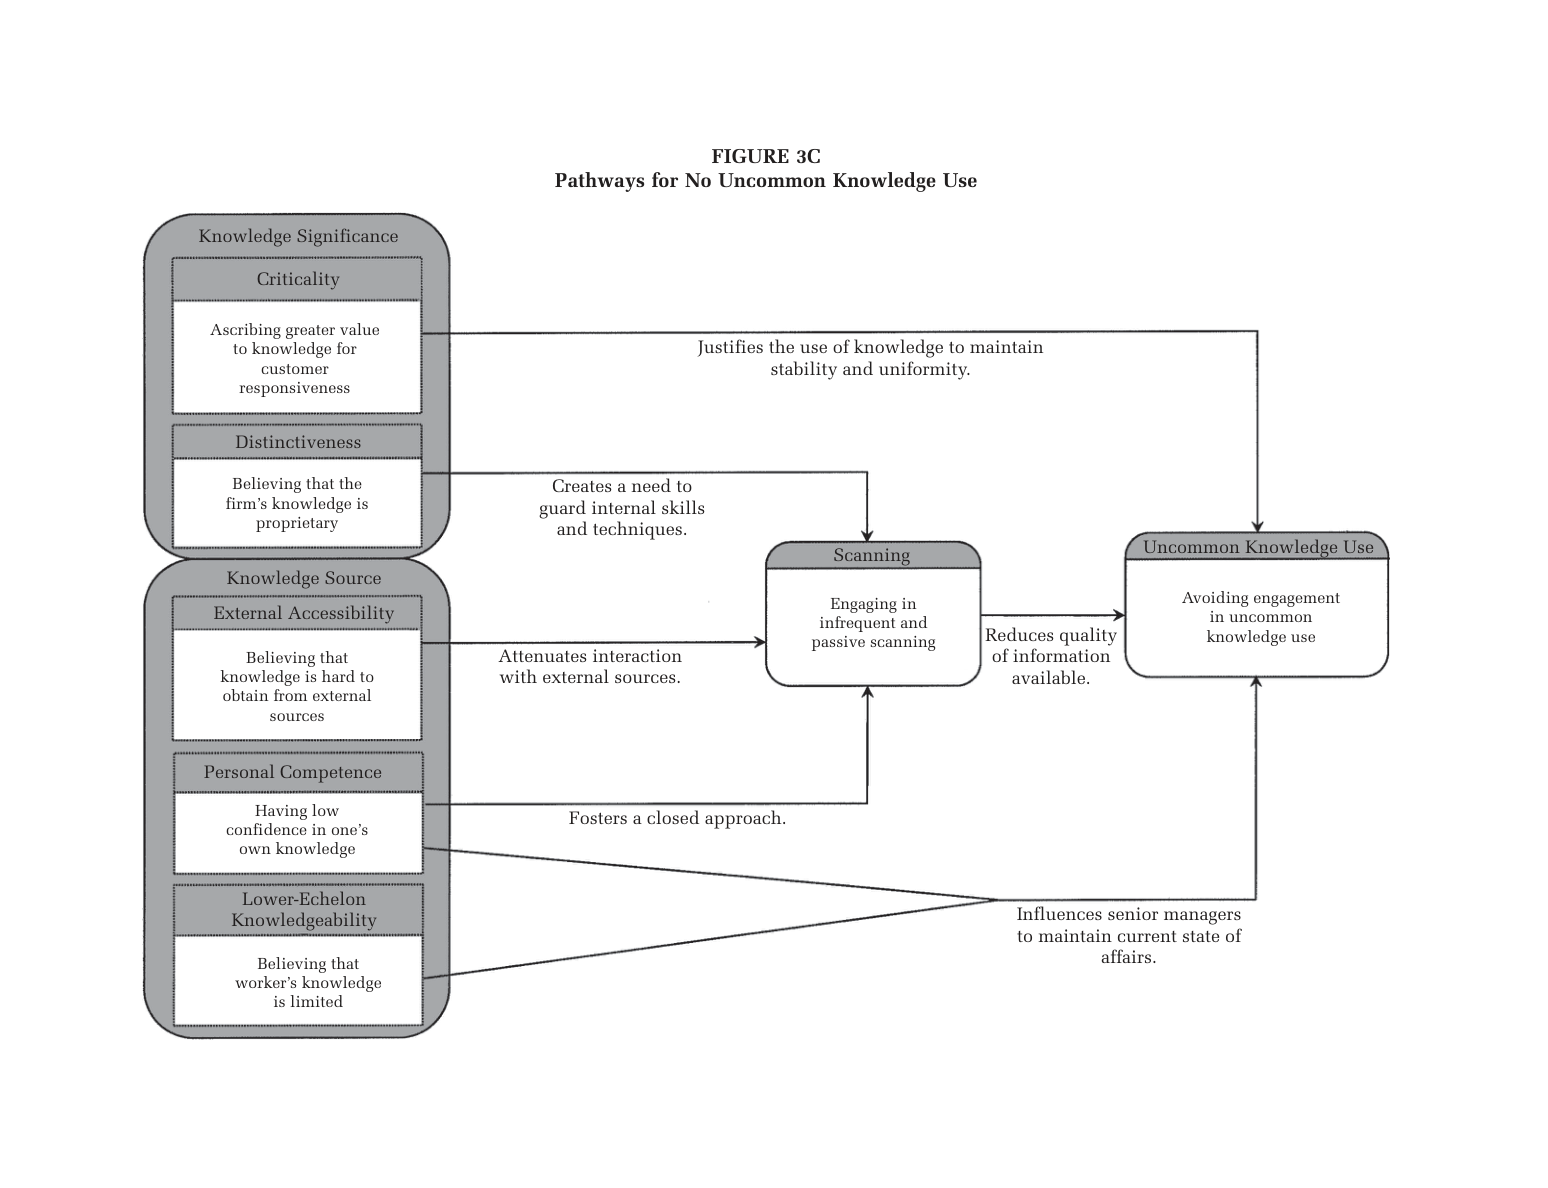 FIGURE 3C
Pathways for No Uncommon Knowledge Use
Knowledge Significance
Criticality
Ascribing greater value
to knowledge for
customer
responsiveness
Justifies the use of knowledge to maintain
stability and uniformity.
Distinctiveness
Believing that the
firm’s knowledge is
proprietary
Creates a need to
guard internal skills
and techniques.
Knowledge Source
External Accessibility
Believing that
knowledge is hard to
obtain from external
sources
Attenuates interaction
with external sources.
Scanning
Engaging in
infrequent and
passive scanning
Reduces quality
of information
available.
Uncommon Knowledge Use
Avoiding engagement
in uncommon
knowledge use
Personal Competence
Having low
confidence in one’s
own knowledge
Fosters a closed approach.
Lower-Echelon
Knowledgeability
Believing that
worker’s knowledge
is limited
Influences senior managers
to maintain current state of
affairs.